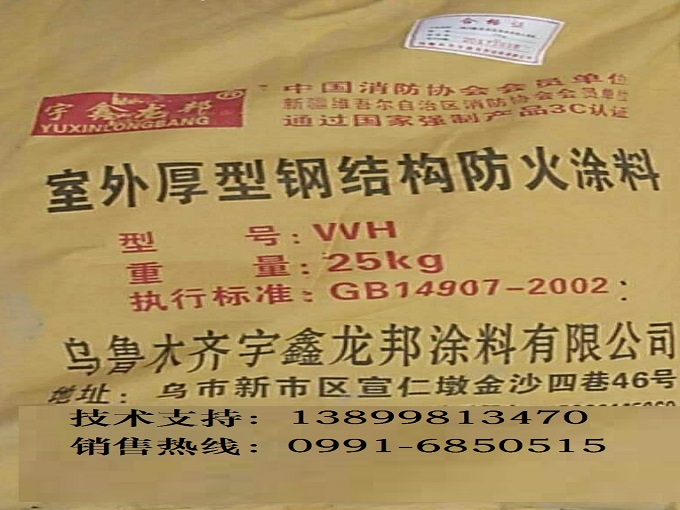 合格证
宇鑫龙邦®
YUXINLONGBANG
中国消防协会会员单位
新疆维吾尔自治区消防协会会员单位
通过国家强制产品3C认证
室外厚型钢结构防火涂料
型 号: WH
重 量: 25kg
执行标准: GB14907-2002:
乌鲁木齐宇鑫龙邦涂料有限公司
地址: 乌市新市区宣仁墩金沙四巷46号
技术支持: 13899813470
销售热线: 0991-6850515